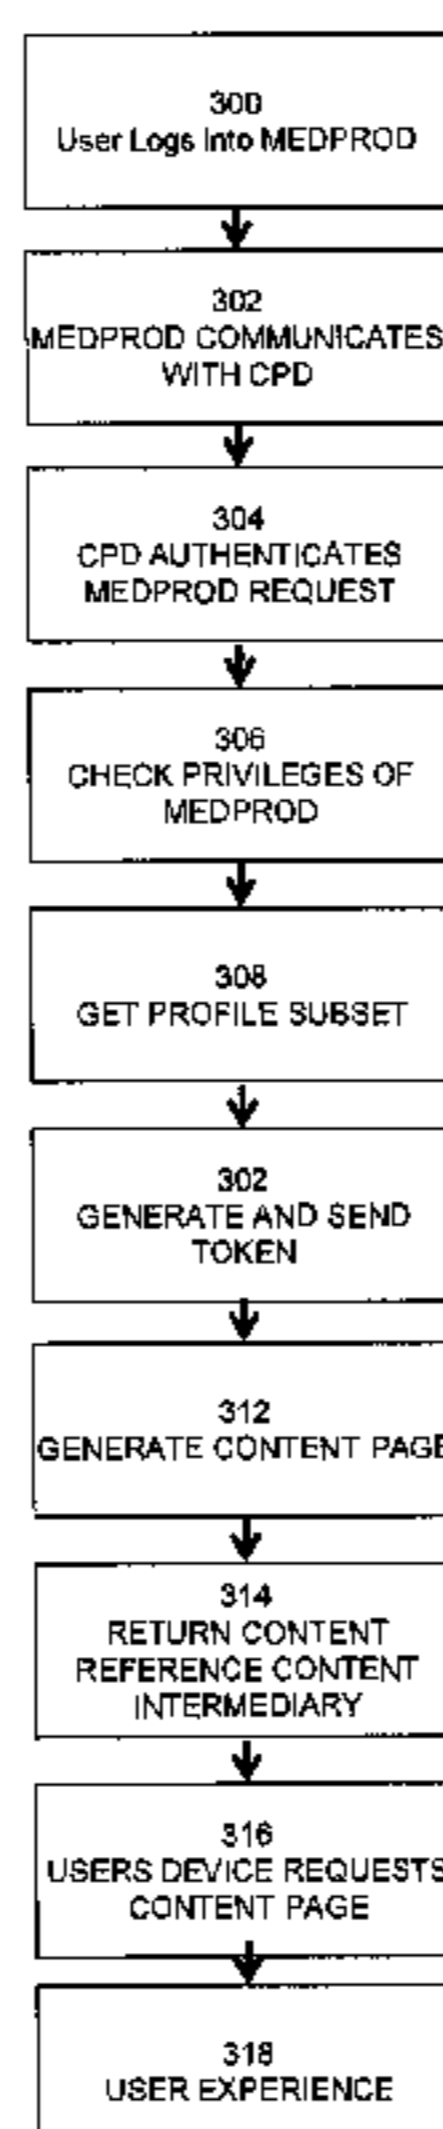 300
User Logs Into MEDPROD
302
MEDPROD COMMUNICATES
WITH CPD
304
CPD AUTHENTICATES
MEDPROD REQUEST
306
CHECK PRIVILEGES OF
MEDPROD
308
GET PROFILE SUBSET
302
GENERATE AND SEND
TOKEN
312
GENERATE CONTENT PAGE
314
RETURN CONTENT
REFERENCE CONTENT
INTERMEDIARY
316
USERS DEVICE REQUESTS
CONTENT PAGE
318
USER EXPERIENCE